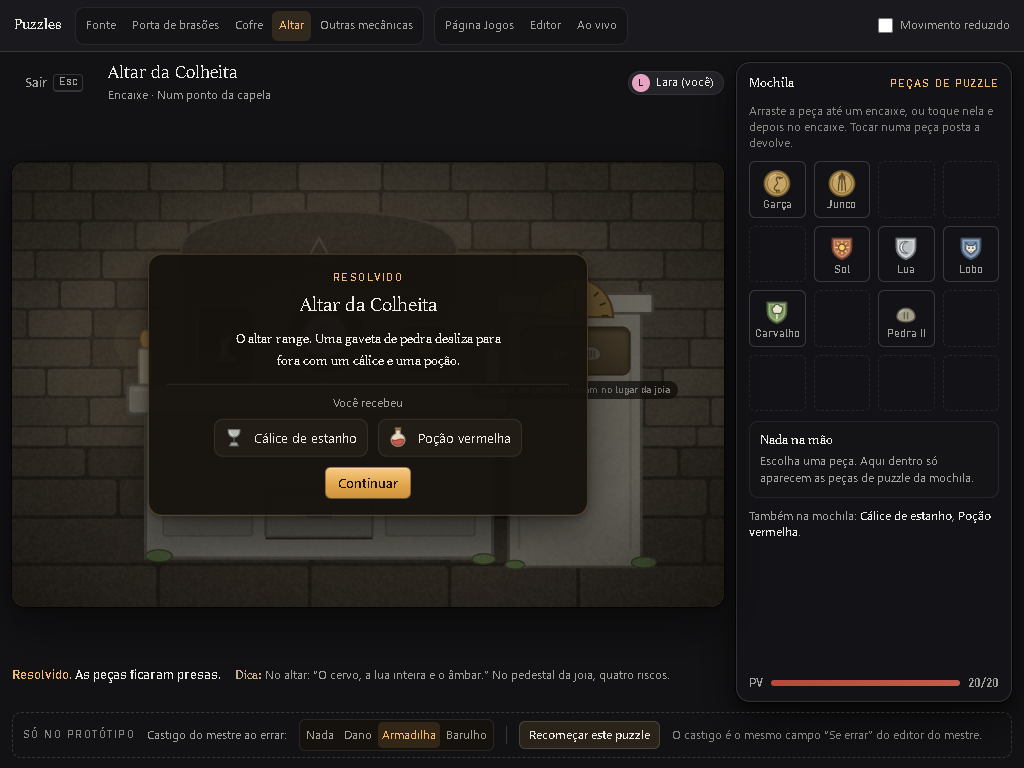 Puzzles Fonte Porta de brasões Cofre Altar Outras mecânicas Página Jogos Editor Ao vivo Movimento reduzido
Sair Esc
Altar da Colheita
Encaixe · Num ponto da capela
L Lara (você)
RESOLVIDO
Altar da Colheita
O altar range. Uma gaveta de pedra desliza para
fora com um cálice e uma poção.
Você recebeu
Cálice de estanho Poção vermelha
Continuar
no lugar da joia
Mochila PEÇAS DE PUZZLE
Arraste a peça até um encaixe, ou toque nela e
depois no encaixe. Tocar numa peça posta a
devolve.
Garça Junco
Sol Lua Lobo
Carvalho Pedra II
Nada na mão
Escolha uma peça. Aqui dentro só
aparecem as peças de puzzle da mochila.
Também na mochila: Cálice de estanho, Poção
vermelha.
PV 20/20
Resolvido. As peças ficaram presas. Dica: No altar: “O cervo, a lua inteira e o âmbar.” No pedestal da joia, quatro riscos.
SÓ NO PROTÓTIPO Castigo do mestre ao errar: Nada Dano Armadilha Barulho Recomeçar este puzzle O castigo é o mesmo campo “Se errar” do editor do mestre.